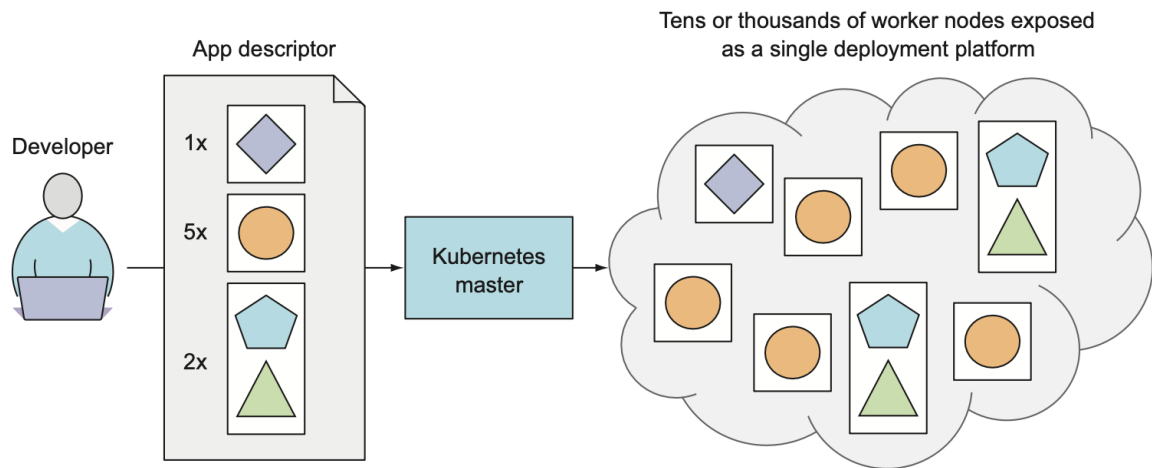 Tens or thousands of worker nodes exposed
as a single deployment platform
App descriptor
Developer
1x
5x
2x
Kubernetes
master